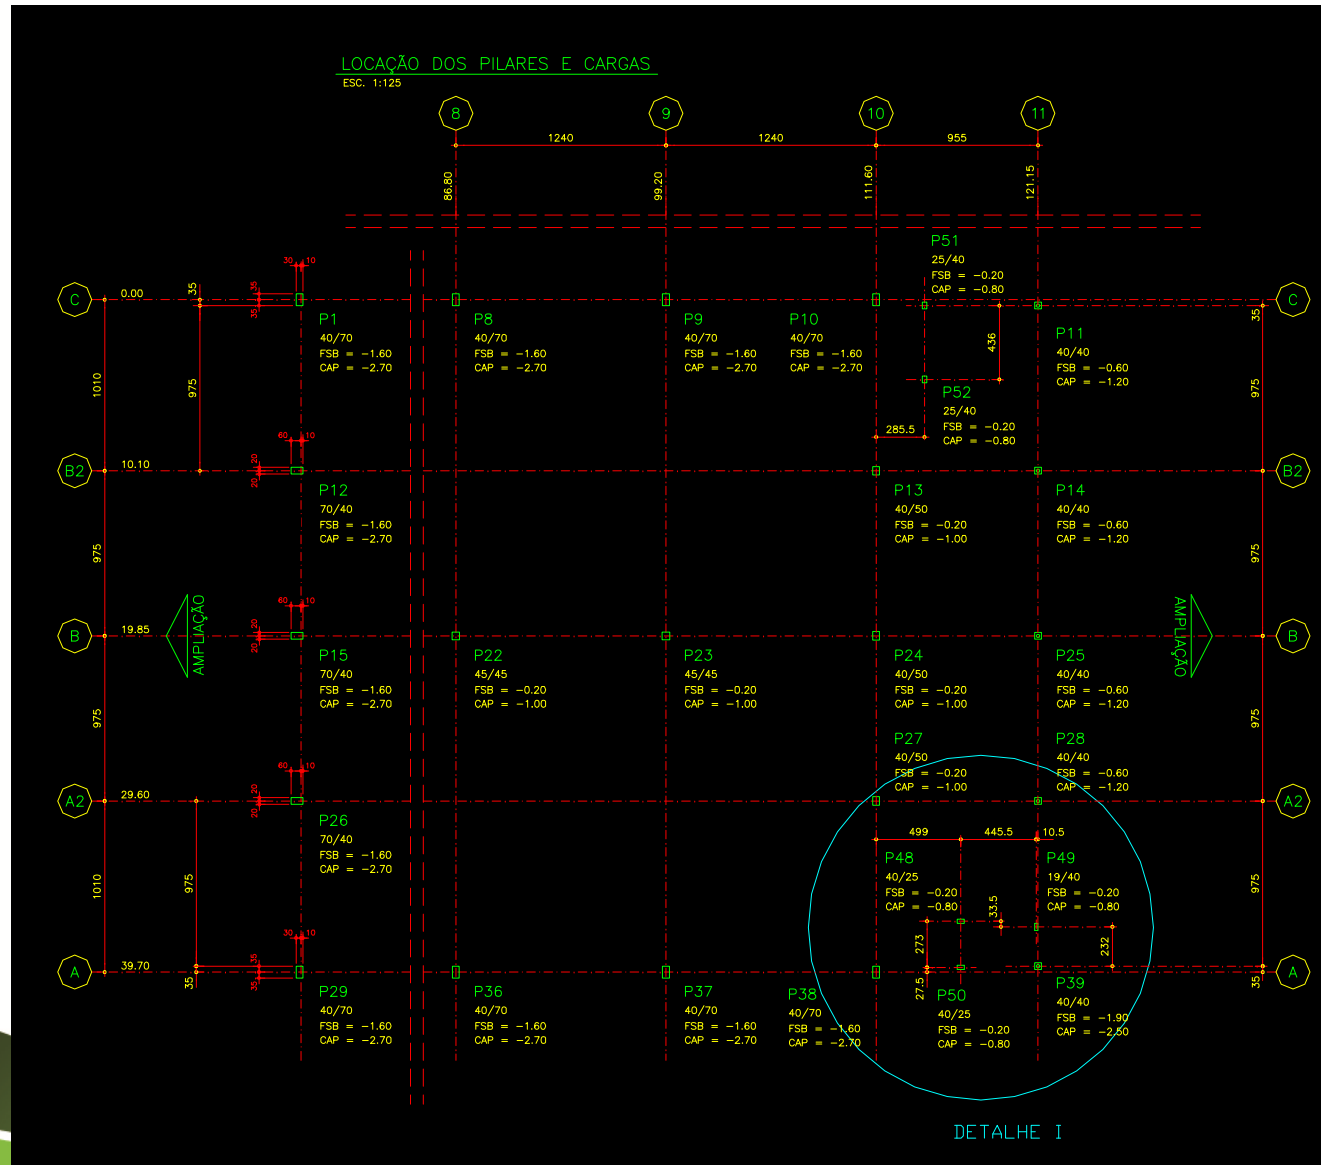 LOCAÇÃO DOS PILARES E CARGAS
ESC. 1:125
8 9 10 11
1240 1240 955
86.80 99.20 111.60 121.15
P51
25/40
FSB = -0.20
CAP = -0.80
30 10
35
35
35
C 0.00 C
35
P1
40/70
FSB = -1.60
CAP = -2.70
P8
40/70
FSB = -1.60
CAP = -2.70
P9
40/70
FSB = -1.60
CAP = -2.70
P10
40/70
FSB = -1.60
CAP = -2.70
436
P11
40/40
FSB = -0.60
CAP = -1.20
1010 975 975
P52
25/40
FSB = -0.20
CAP = -0.80
285.5
60 10
20
20
B2 10.10 B2
P12
70/40
FSB = -1.60
CAP = -2.70
P13
40/50
FSB = -0.20
CAP = -1.00
P14
40/40
FSB = -0.60
CAP = -1.20
975 975
60 10
20
20
AMPLIAÇÃO
AMPLIAÇÃO
B 19.85 B
P15
70/40
FSB = -1.60
CAP = -2.70
P22
45/45
FSB = -0.20
CAP = -1.00
P23
45/45
FSB = -0.20
CAP = -1.00
P24
40/50
FSB = -0.20
CAP = -1.00
P25
40/40
FSB = -0.60
CAP = -1.20
975 975
P27
40/50
FSB = -0.20
CAP = -1.00
P28
40/40
FSB = -0.60
CAP = -1.20
60 10
20
20
A2 29.60 A2
P26
70/40
FSB = -1.60
CAP = -2.70
499 445.5 10.5
P48
40/25
FSB = -0.20
CAP = -0.80
P49
19/40
FSB = -0.20
CAP = -0.80
1010 975 975
33.5
273
232
27.5
30 10
35
35
35
A 39.70 A
35
P29
40/70
FSB = -1.60
CAP = -2.70
P36
40/70
FSB = -1.60
CAP = -2.70
P37
40/70
FSB = -1.60
CAP = -2.70
P38
40/70
FSB = -1.60
CAP = -2.70
P50
40/25
FSB = -0.20
CAP = -0.80
P39
40/40
FSB = -1.90
CAP = -2.50
DETALHE I